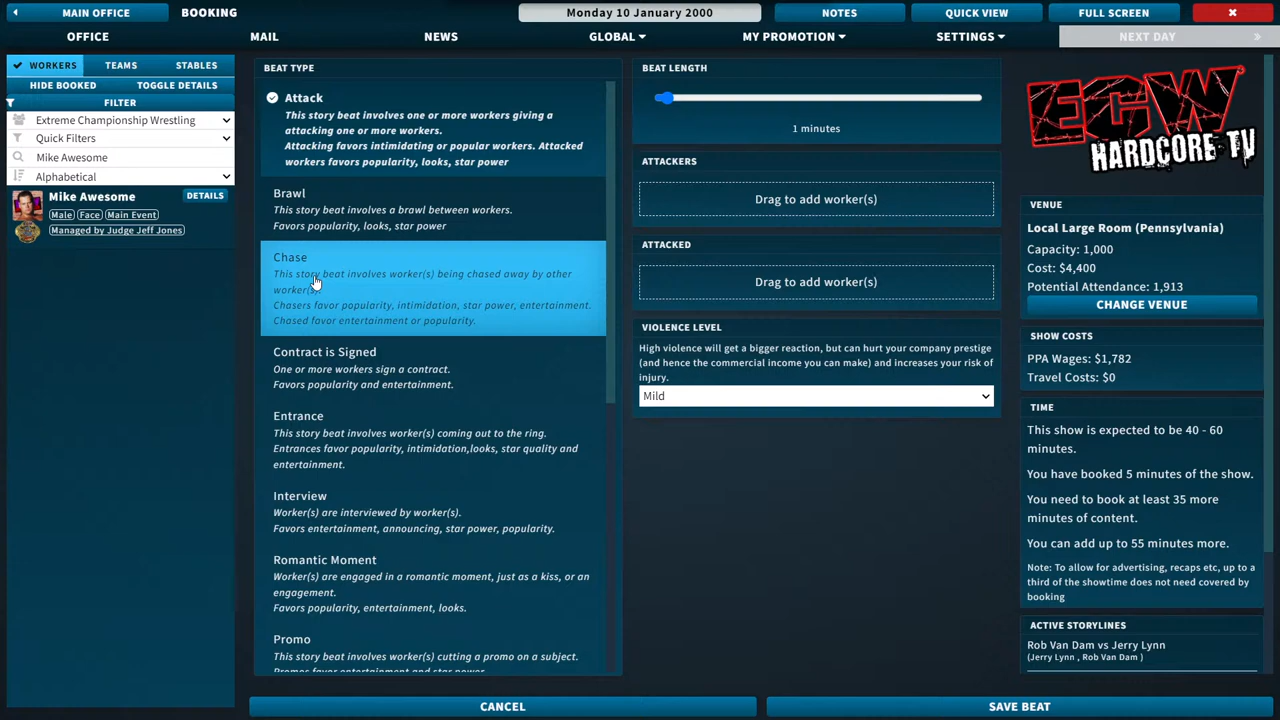 MAIN OFFICE
BOOKING
Monday 10 January 2000
NOTES
QUICK VIEW
FULL SCREEN
OFFICE
MAIL
NEWS
GLOBAL
MY PROMOTION
SETTINGS
NEXT DAY
WORKERS
TEAMS
STABLES
HIDE BOOKED
TOGGLE DETAILS
FILTER
Extreme Championship Wrestling
Quick Filters
Mike Awesome
Alphabetical
Mike Awesome
DETAILS
Male Face Main Event
Managed by Judge Jeff Jones
BEAT TYPE
Attack
This story beat involves one or more workers giving a
attacking one or more workers.
Attacking favors intimidating or popular workers. Attacked
workers favors popularity, looks, star power
Brawl
This story beat involves a brawl between workers.
Favors popularity, looks, star power
Chase
This story beat involves worker(s) being chased away by other
worker(s).
Chasers favor popularity, intimidation, star power, entertainment.
Chased favor entertainment or popularity.
Contract is Signed
One or more workers sign a contract.
Favors popularity and entertainment.
Entrance
This story beat involves worker(s) coming out to the ring.
Entrances favor popularity, intimidation,looks, star quality and
entertainment.
Interview
Worker(s) are interviewed by worker(s).
Favors entertainment, announcing, star power, popularity.
Romantic Moment
Worker(s) are engaged in a romantic moment, just as a kiss, or an
engagement.
Favors popularity, entertainment, looks.
Promo
This story beat involves worker(s) cutting a promo on a subject.
Promos favor entertainment and star power.
BEAT LENGTH
1 minutes
ATTACKERS
Drag to add worker(s)
ATTACKED
Drag to add worker(s)
VIOLENCE LEVEL
High violence will get a bigger reaction, but can hurt your company prestige
(and hence the commercial income you can make) and increases your risk of
injury.
Mild
ECW
HARDCORE TV
VENUE
Local Large Room (Pennsylvania)
Capacity: 1,000
Cost: $4,400
Potential Attendance: 1,913
CHANGE VENUE
SHOW COSTS
PPA Wages: $1,782
Travel Costs: $0
TIME
This show is expected to be 40 - 60
minutes.
You have booked 5 minutes of the show.
You need to book at least 35 more
minutes of content.
You can add up to 55 minutes more.
Note: To allow for advertising, recaps etc, up to a
third of the showtime does not need covered by
booking
ACTIVE STORYLINES
Rob Van Dam vs Jerry Lynn
(Jerry Lynn , Rob Van Dam )
CANCEL
SAVE BEAT